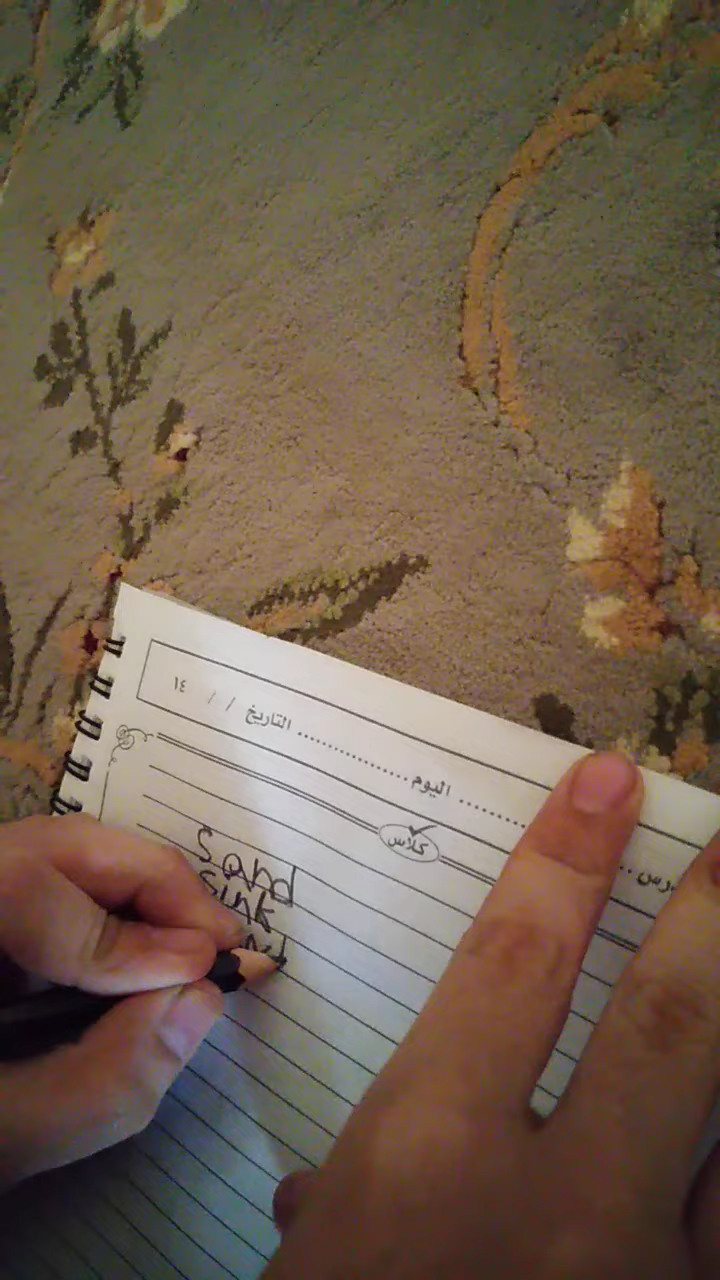 اليوم .................. التاريخ / / ١٤
كلاس
Sand
Sink